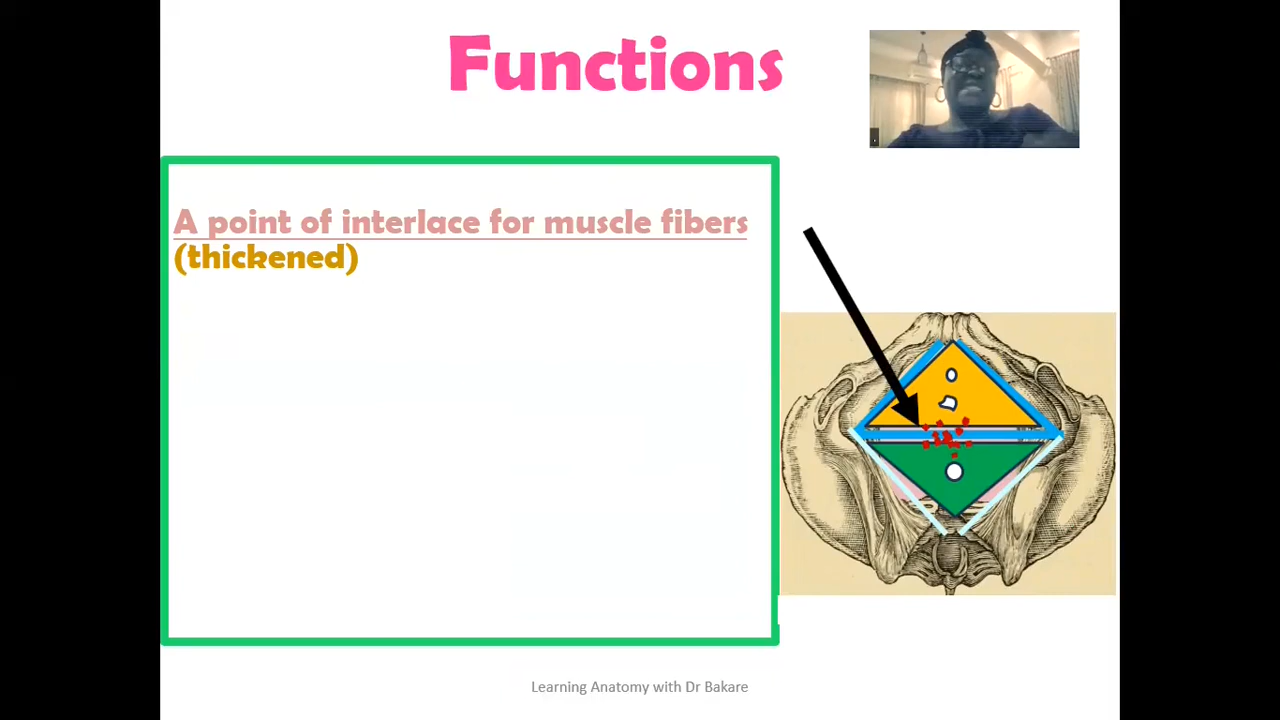 Functions
A point of interlace for muscle fibers
(thickened)
Learning Anatomy with Dr Bakare